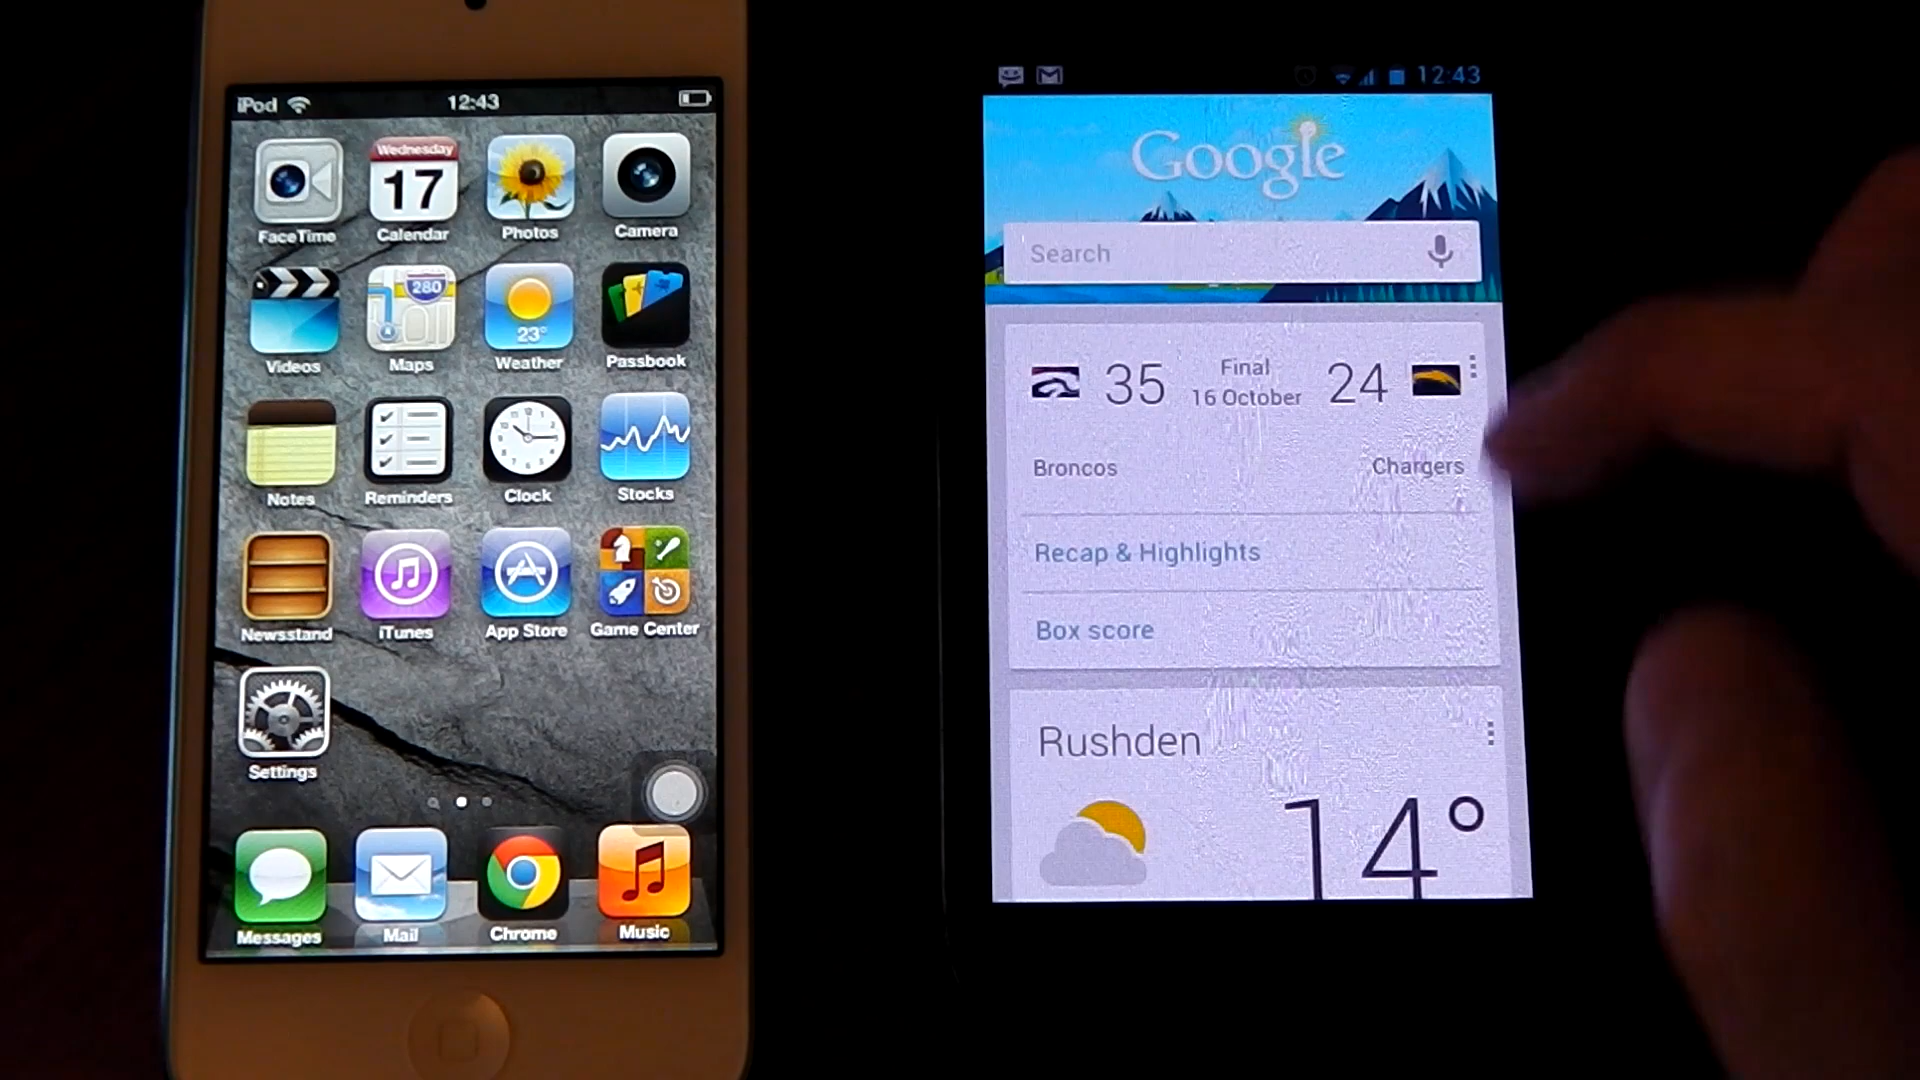 iPod 12:43
FaceTime
Wednesday
17
Calendar
Photos
Camera
Videos
280
Maps
23°
Weather
Passbook
Notes
Reminders
Clock
Stocks
Newsstand
iTunes
App Store
Game Center
Settings
Messages
Mail
Chrome
Music
12:43
Google
Search
35
Final
16 October
24
Broncos
Chargers
Recap & Highlights
Box score
Rushden
14°